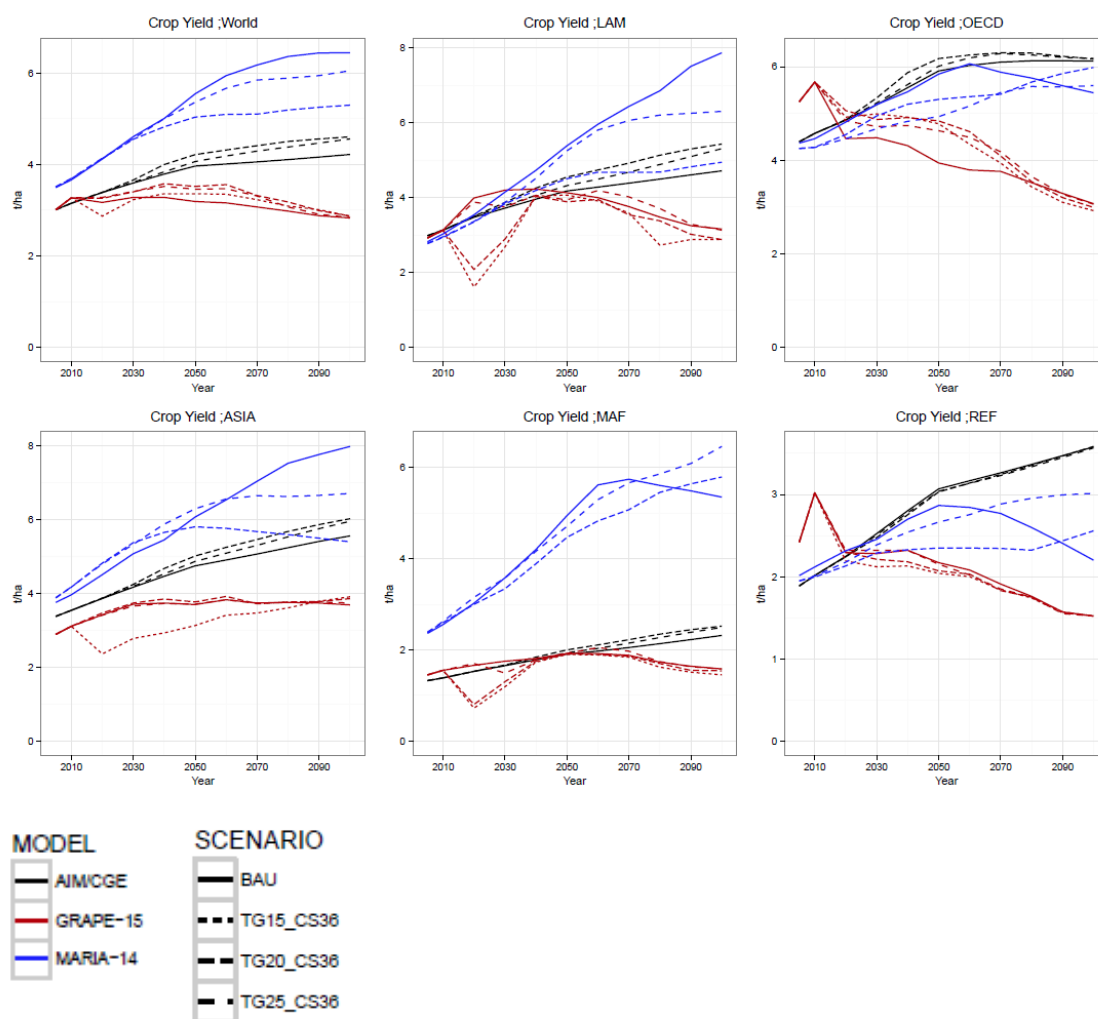 Crop Yield ;World
Crop Yield ;LAM
Crop Yield ;OECD
t/ha
6
4
2
0
2010 2030 2050 2070 2090
Year
t/ha
8
6
4
2
0
2010 2030 2050 2070 2090
Year
t/ha
6
4
2
0
2010 2030 2050 2070 2090
Year
Crop Yield ;ASIA
Crop Yield ;MAF
Crop Yield ;REF
t/ha
8
6
4
2
0
2010 2030 2050 2070 2090
Year
t/ha
6
4
2
0
2010 2030 2050 2070 2090
Year
t/ha
3
2
1
0
2010 2030 2050 2070 2090
Year
MODEL
AIM/CGE
GRAPE-15
MARIA-14
SCENARIO
BAU
TG15_CS36
TG20_CS36
TG25_CS36